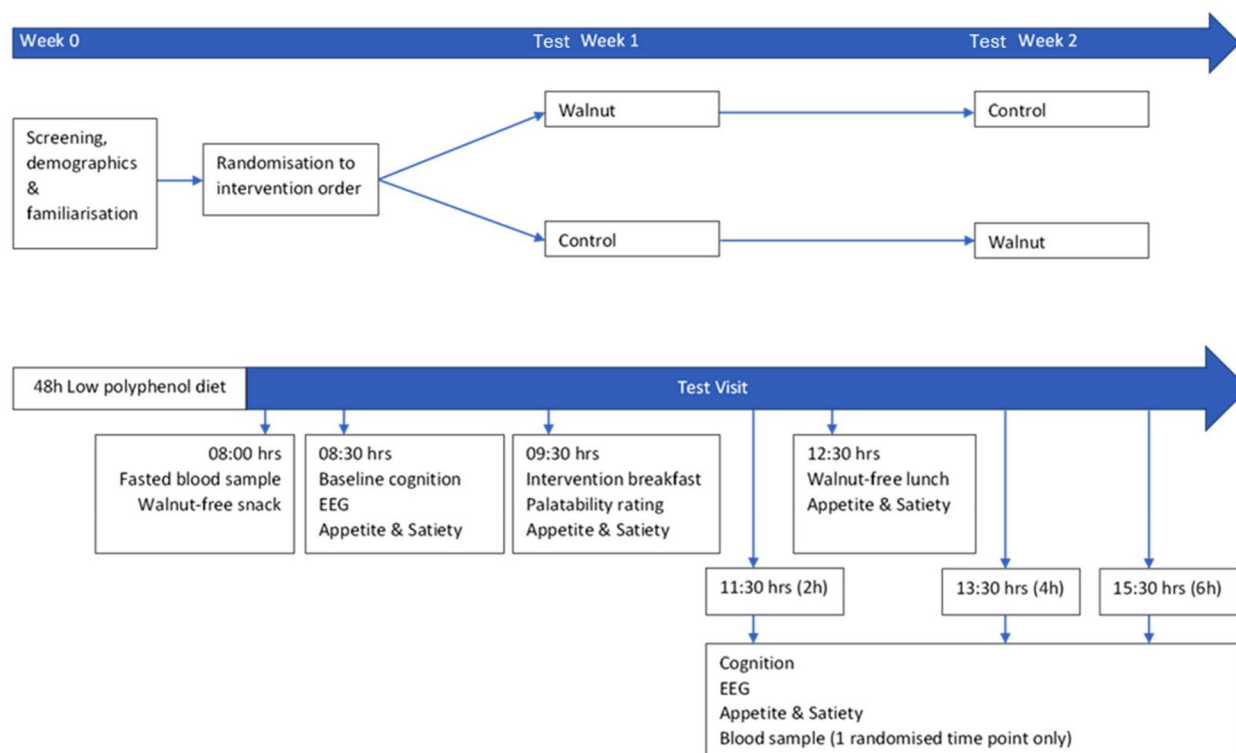 Week 0
Test Week 1
Test Week 2
Screening,
demographics
&
familiarisation
Randomisation to
intervention order
Walnut
Control
Control
Walnut
48h Low polyphenol diet
Test Visit
08:00 hrs
Fasted blood sample
Walnut-free snack
08:30 hrs
Baseline cognition
EEG
Appetite & Satiety
09:30 hrs
Intervention breakfast
Palatability rating
Appetite & Satiety
12:30 hrs
Walnut-free lunch
Appetite & Satiety
11:30 hrs (2h)
13:30 hrs (4h)
15:30 hrs (6h)
Cognition
EEG
Appetite & Satiety
Blood sample (1 randomised time point only)